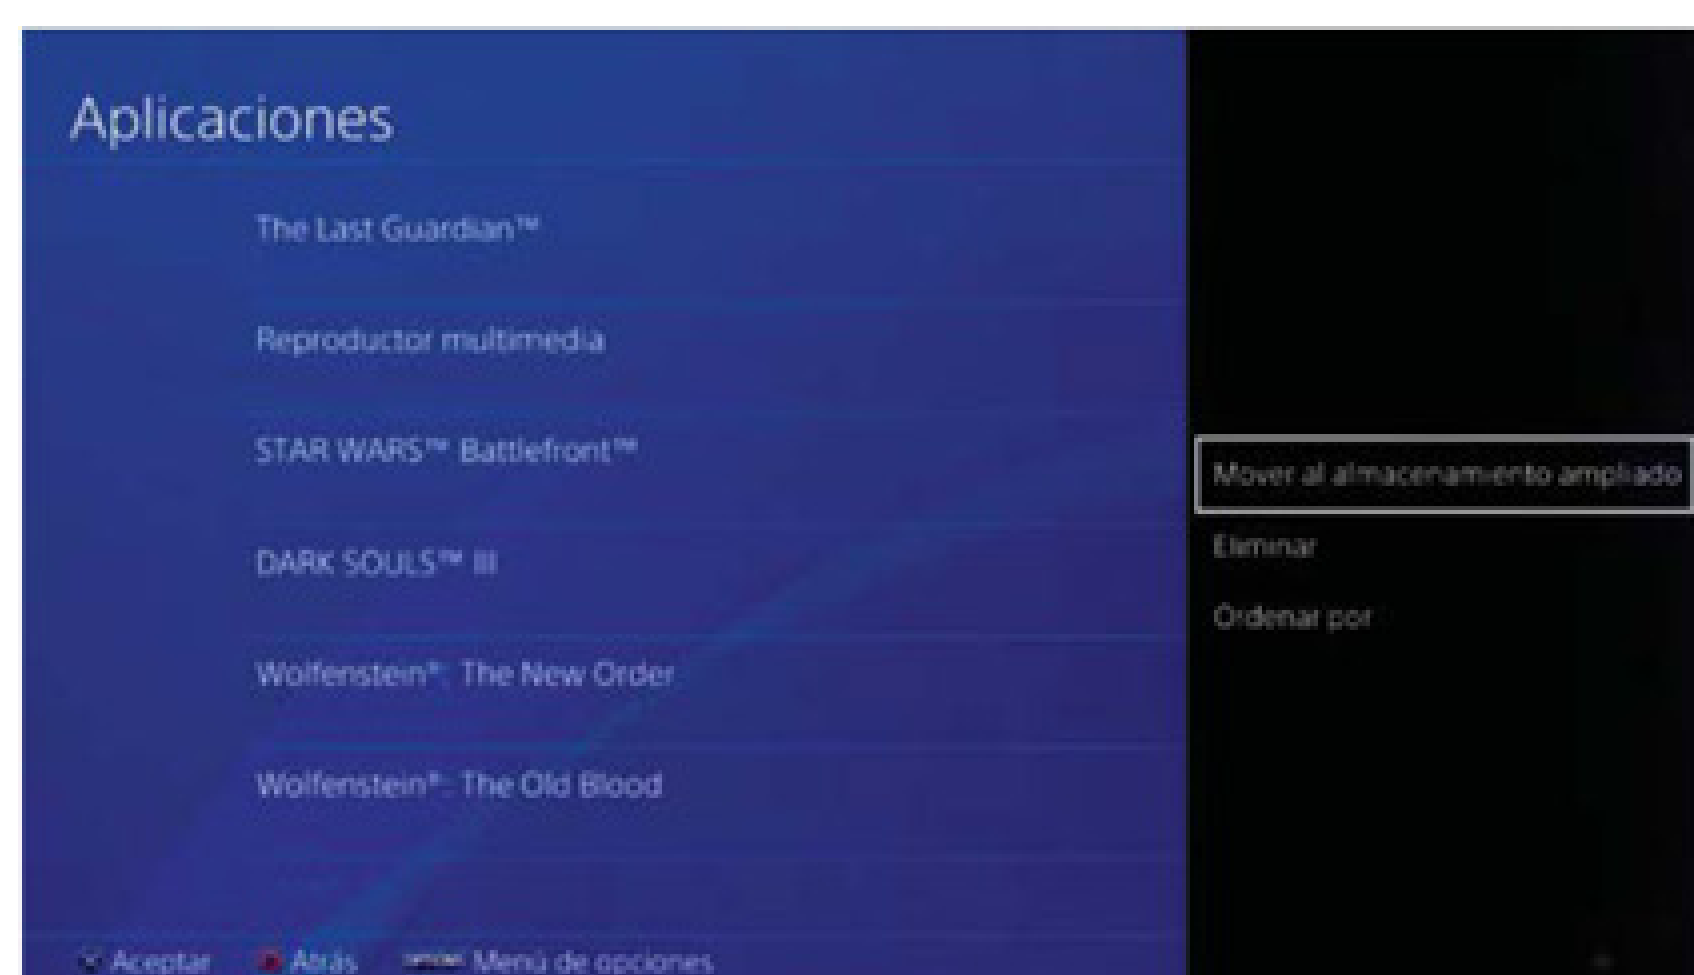 Aplicaciones
The Last Guardian™
Reproductor multimedia
STAR WARS™ Battlefront™
DARK SOULS™ III
Wolfenstein®: The New Order
Wolfenstein®: The Old Blood
Mover al almacenamiento ampliado
Eliminar
Ordenar por
Aceptar Atrás OPTIONS Menú de opciones